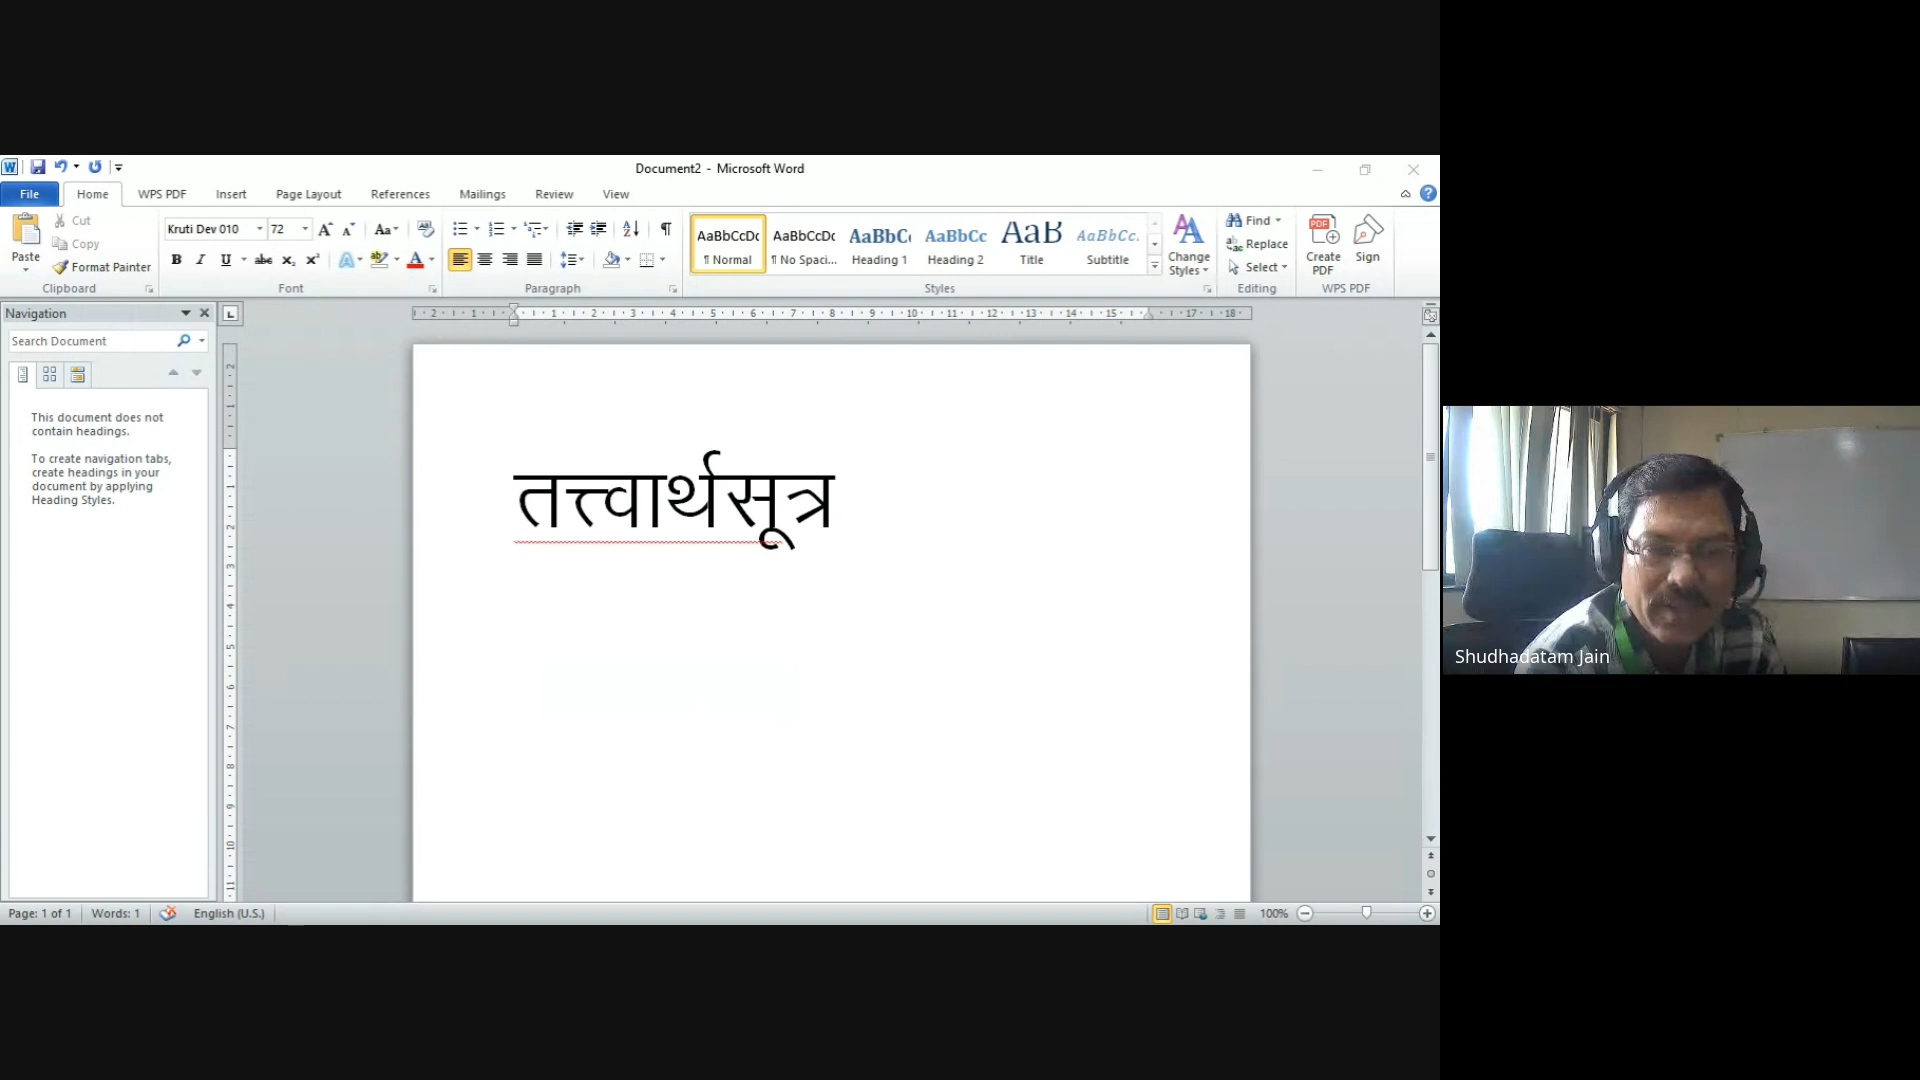 Document2 - Microsoft Word
File Home WPS PDF Insert Page Layout References Mailings Review View
Paste
Cut
Copy
Format Painter
Clipboard
Kruti Dev 010 72
Font
Paragraph
AaBbCcDc AaBbCcDc AaBbC AaBbCc AaB AaBbCc.
¶ Normal ¶ No Spaci... Heading 1 Heading 2 Title Subtitle
Styles
Change Styles
Find
Replace
Select
Editing
Create PDF
Sign
WPS PDF
Navigation
Search Document
This document does not
contain headings.
To create navigation tabs,
create headings in your
document by applying
Heading Styles.
तत्त्वार्थसूत्र
Shudhadatam Jain
Page: 1 of 1 Words: 1 English (U.S.) 100%